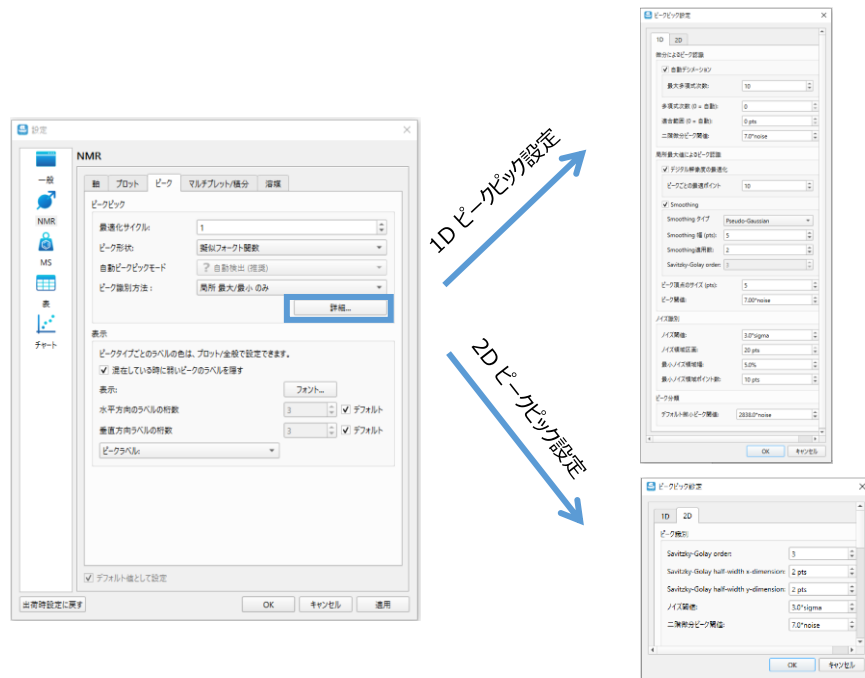 設定
一般
NMR
MS
表
チャート
NMR
軸 プロット ピーク マルチプレット/積分 溶媒
ピークピック
最適化サイクル: 1
ピーク形状: 擬似フォークト関数
自動ピークピックモード ? 自動検出 (推奨)
ピーク識別方法: 局所 最大/最小 のみ
詳細...
表示
ピークタイプごとのラベルの色は、プロット/全般で設定できます。
混在している時に弱いピークのラベルを隠す
表示: フォント...
水平方向のラベルの桁数 3 デフォルト
垂直方向ラベルの桁数 3 デフォルト
ピークラベル:
デフォルト値として設定
出荷時設定に戻す OK キャンセル 適用
1D ピークピック設定
2D ピークピック設定
ピークピック設定
1D 2D
微分によるピーク認識
自動デシメーション
最大多項式次数: 10
多項式次数 (0 = 自動): 0
適合範囲 (0 = 自動): 0 pts
二階微分ピーク閾値: 7.0*noise
局所最大値によるピーク認識
デジタル解像度の最適化
ピークごとの最適ポイント 10
Smoothing
Smoothing タイプ Pseudo-Gaussian
Smoothing 幅 (pts): 5
Smoothing適用数: 2
Savitzky-Golay order: 3
ピーク頂点のサイズ (pts): 5
ピーク閾値: 7.00*noise
ノイズ識別
ノイズ閾値: 3.0*sigma
ノイズ領域区画: 20 pts
最小ノイズ領域幅: 5.0%
最小ノイズ領域ポイント数: 10 pts
ピーク分類
デフォルト極小ピーク閾値: 2838.0*noise
OK キャンセル
ピークピック設定
1D 2D
ピーク識別
Savitzky-Golay order: 3
Savitzky-Golay half-width x-dimension: 2 pts
Savitzky-Golay half-width y-dimension: 2 pts
ノイズ閾値: 3.0*sigma
二階微分ピーク閾値: 7.0*noise
OK キャンセル